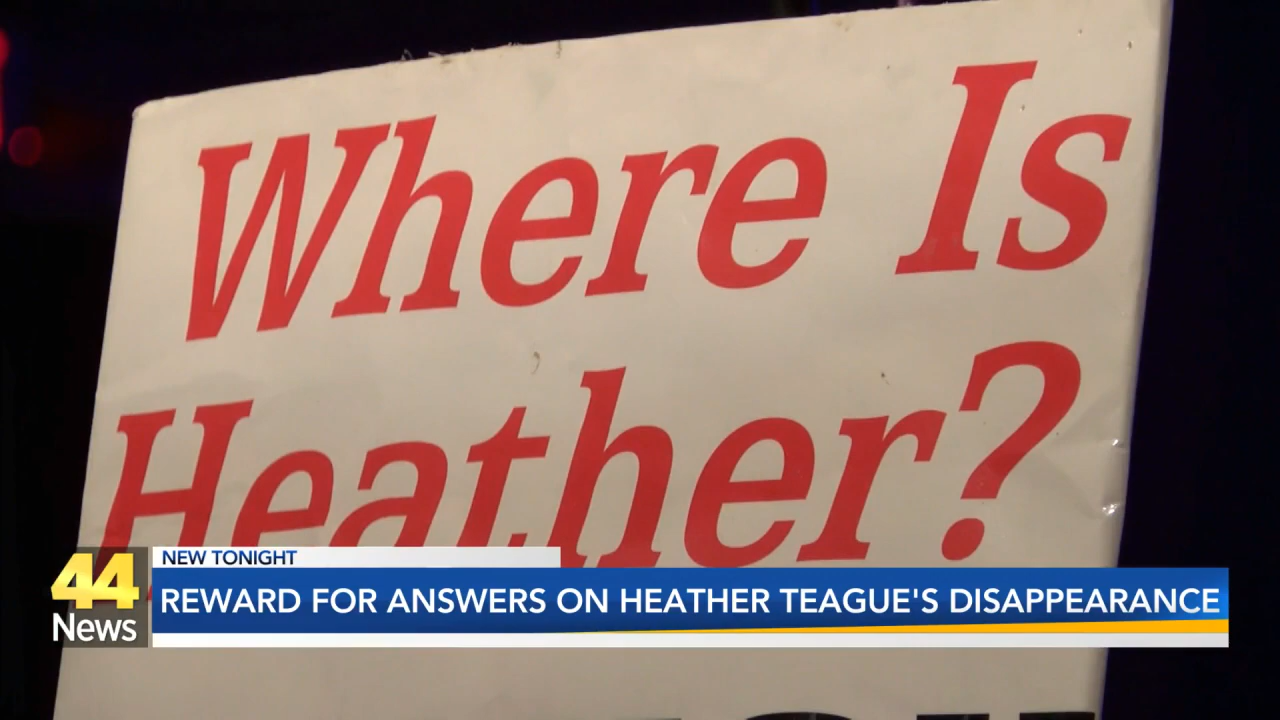 Where Is
Heather?
NEW TONIGHT
44
News
REWARD FOR ANSWERS ON HEATHER TEAGUE'S DISAPPEARANCE